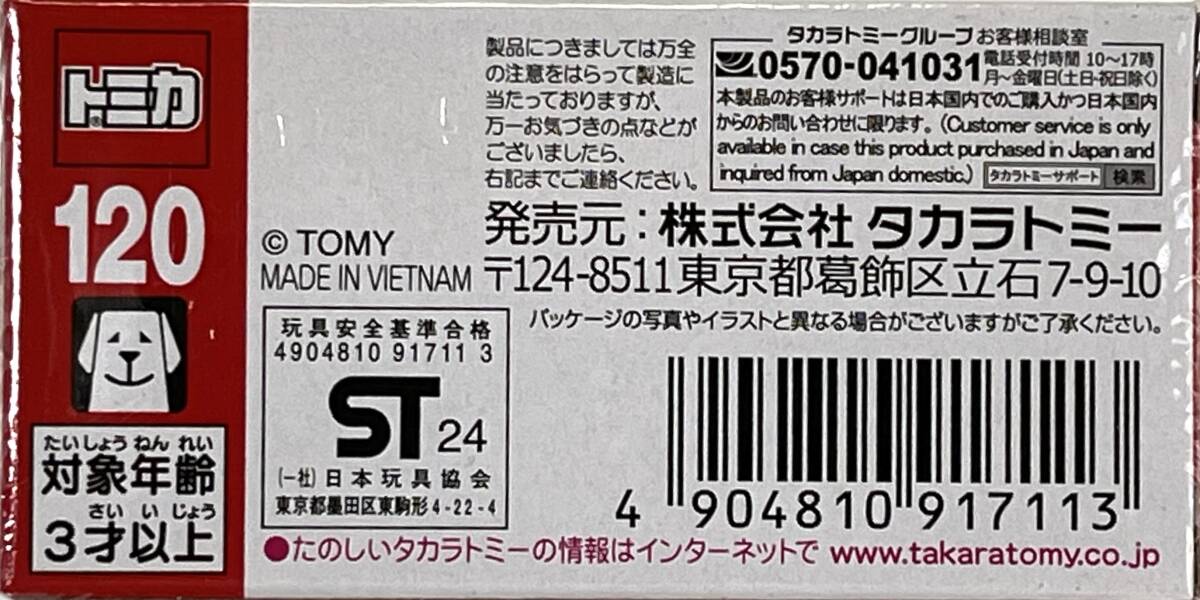 トミカ
120
たいしょう ねん れい
対象年齢
さい い じょう
3才以上
© TOMY
MADE IN VIETNAM
製品につきましては万全
の注意をはらって製造に
当たっておりますが、
万一お気づきの点などが
ございましたら、
右記までご連絡ください。
タカラトミーグループ お客様相談室
0570-041031
電話受付時間 10〜17時
月〜金曜日(土日・祝日除く)
本製品のお客様サポートは日本国内でのご購入かつ日本国内
からのお問い合わせに限ります。(Customer service is only
available in case this product purchased in Japan and
inquired from Japan domestic.) タカラトミーサポート 検索
発売元：株式会社 タカラトミー
〒124-8511 東京都葛飾区立石7-9-10
パッケージの写真やイラストと異なる場合がございますがご了承ください。
玩具安全基準合格
4904810 91711 3
ST 24
(一社)日本玩具協会
東京都墨田区東駒形4-22-4
4 904810 917113
●たのしいタカラトミーの情報はインターネットで www.takaratomy.co.jp